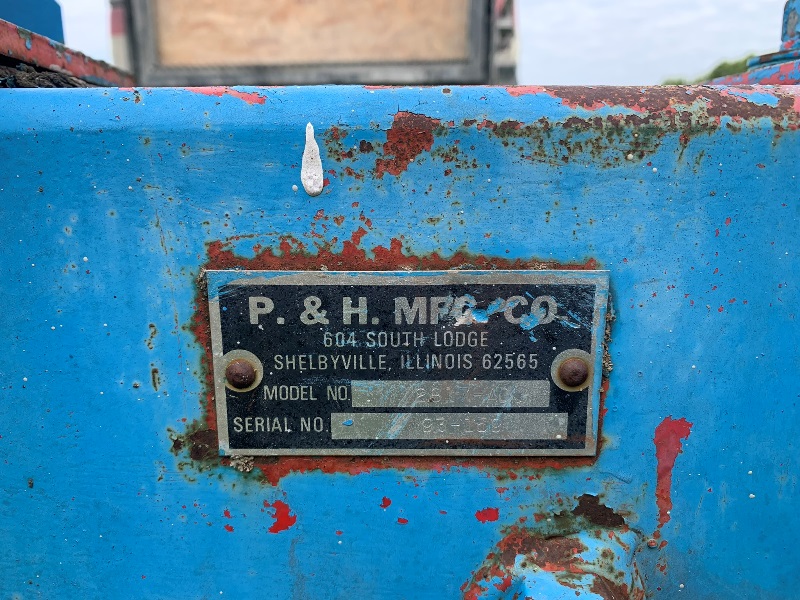 P. & H. MFG. CO.
604 SOUTH LODGE
SHELBYVILLE, ILLINOIS 62565
MODEL NO.
SERIAL NO.